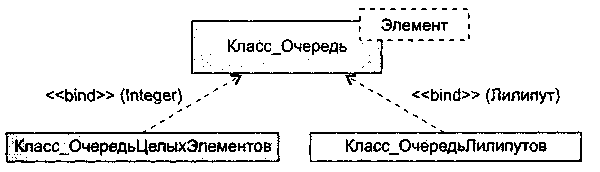 Элемент
Класс_Очередь
<<bind>> (Integer)
<<bind>> (Лилипут)
Класс_ОчередьЦелыхЭлементов
Класс_ОчередьЛилипутов